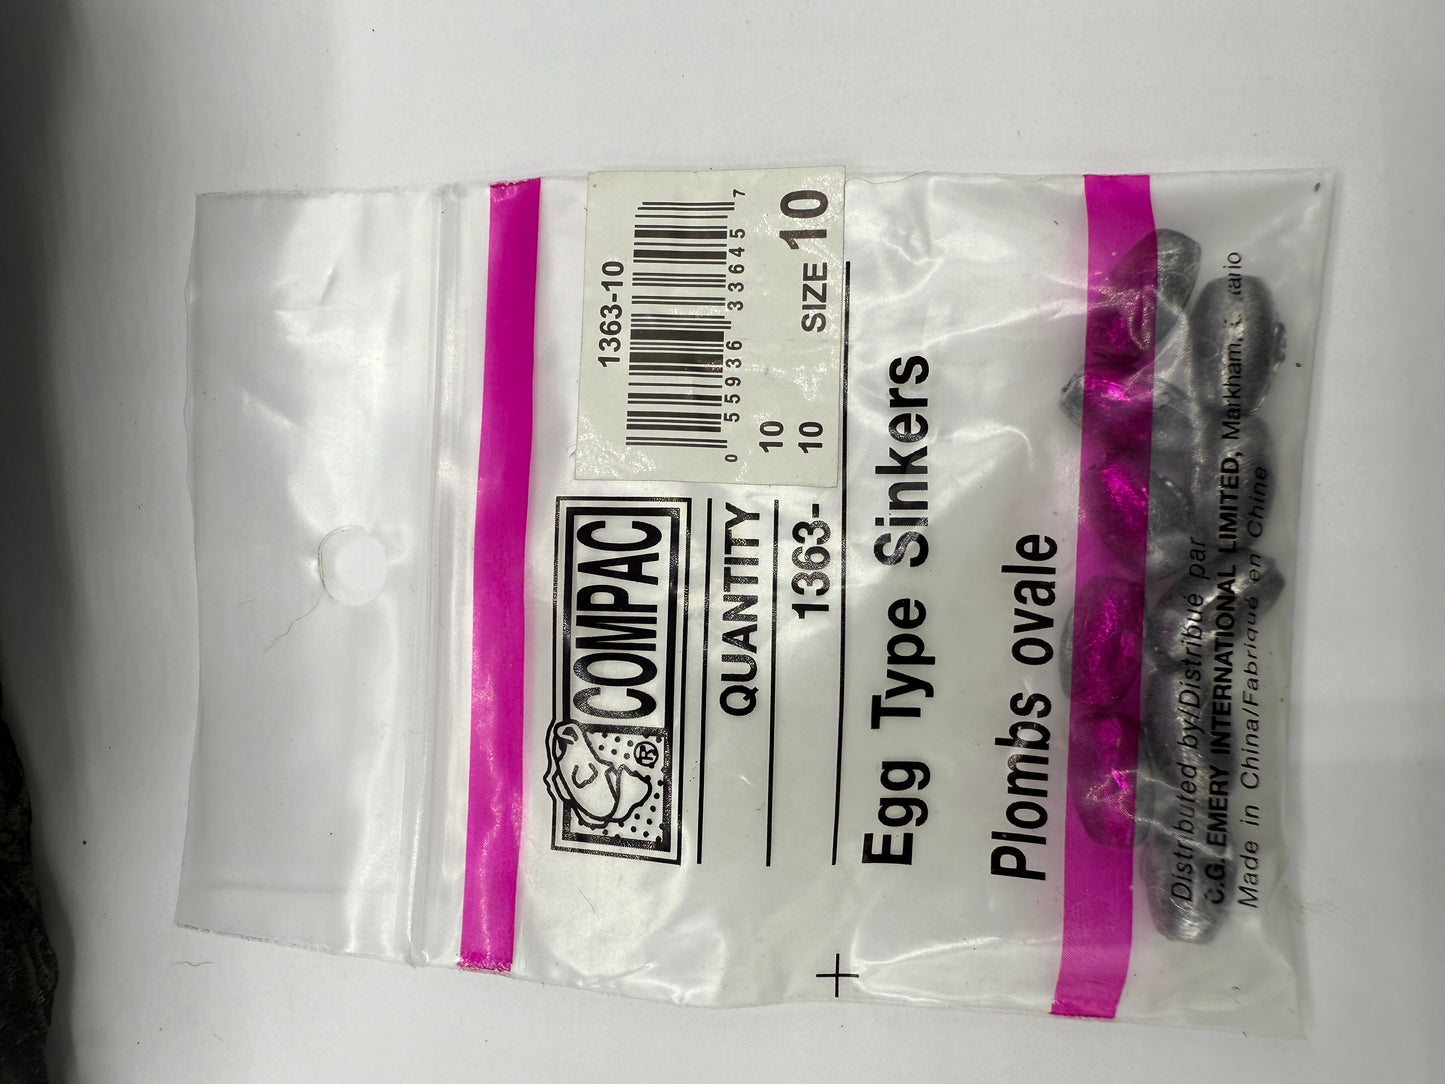 COMPAC
®
1363-10
0 55936 33645 7
QUANTITY 10
1363- 10 SIZE 10
Egg Type Sinkers
Plombs ovale
Distributed by/Distribué par
C.G. EMERY INTERNATIONAL LIMITED, Markham,
Made in China/Fabriqué en Chine